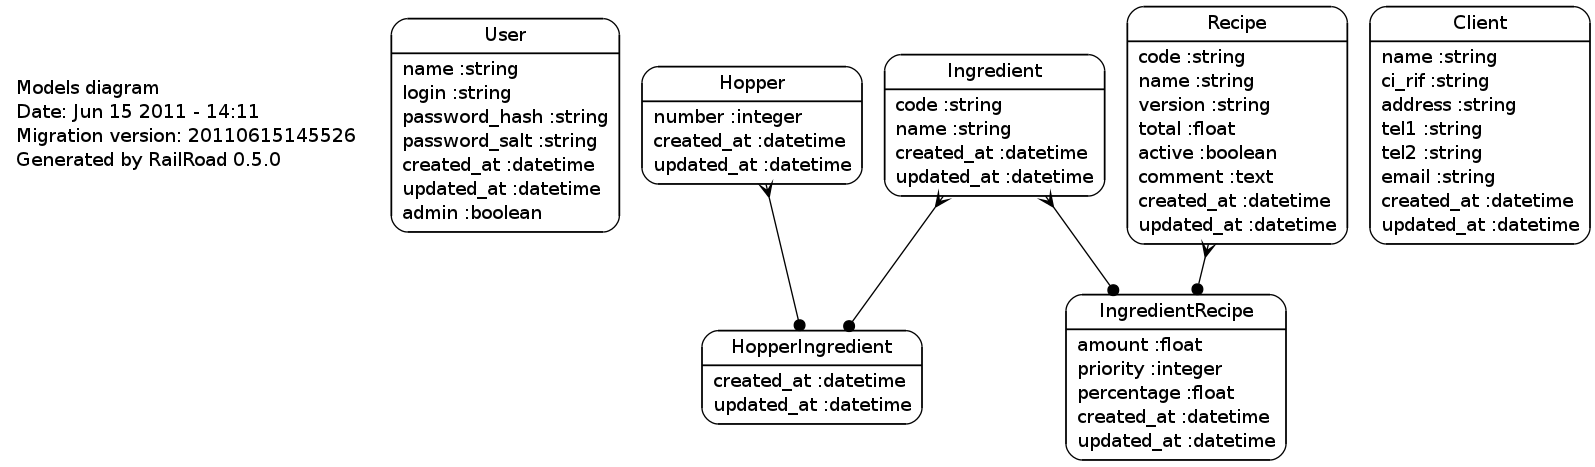 Models diagram
Date: Jun 15 2011 - 14:11
Migration version: 20110615145526
Generated by RailRoad 0.5.0
User
name :string
login :string
password_hash :string
password_salt :string
created_at :datetime
updated_at :datetime
admin :boolean
Hopper
number :integer
created_at :datetime
updated_at :datetime
Ingredient
code :string
name :string
created_at :datetime
updated_at :datetime
Recipe
code :string
name :string
version :string
total :float
active :boolean
comment :text
created_at :datetime
updated_at :datetime
Client
name :string
ci_rif :string
address :string
tel1 :string
tel2 :string
email :string
created_at :datetime
updated_at :datetime
HopperIngredient
created_at :datetime
updated_at :datetime
IngredientRecipe
amount :float
priority :integer
percentage :float
created_at :datetime
updated_at :datetime